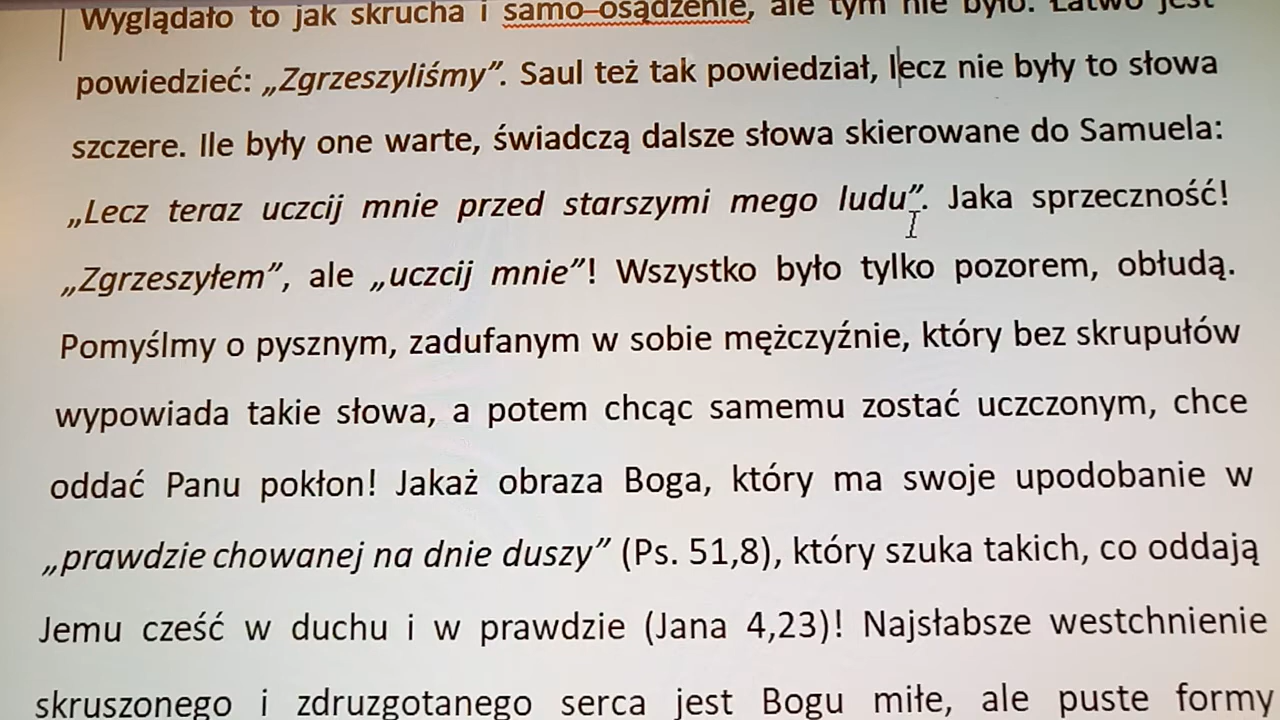 Wyglądało to jak skrucha i samo osądzenie, ale tym nie było. Łatwo jest
powiedzieć: „Zgrzeszyliśmy”. Saul też tak powiedział, lecz nie były to słowa
szczere. Ile były one warte, świadczą dalsze słowa skierowane do Samuela:
„Lecz teraz uczcij mnie przed starszymi mego ludu”. Jaka sprzeczność!
„Zgrzeszyłem”, ale „uczcij mnie”! Wszystko było tylko pozorem, obłudą.
Pomyślmy o pysznym, zadufanym w sobie mężczyźnie, który bez skrupułów
wypowiada takie słowa, a potem chcąc samemu zostać uczczonym, chce
oddać Panu pokłon! Jakaż obraza Boga, który ma swoje upodobanie w
„prawdzie chowanej na dnie duszy” (Ps. 51,8), który szuka takich, co oddają
Jemu cześć w duchu i w prawdzie (Jana 4,23)! Najsłabsze westchnienie
skruszonego i zdruzgotanego serca jest Bogu miłe, ale puste formy